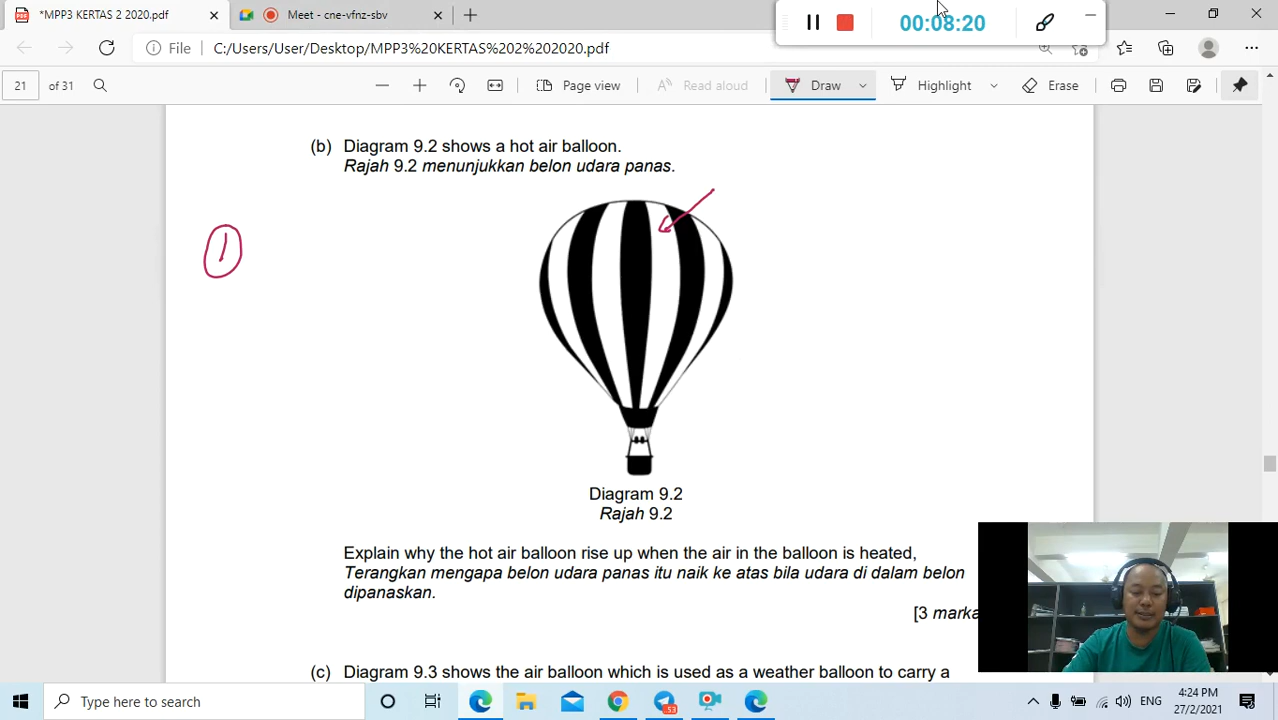 *MPP3 KERTAS 2 2020.pdf
Meet - cne-vfnz-sbv
00:08:20
File
C:/Users/User/Desktop/MPP3%20KERTAS%202%202020.pdf
21
of 31
Page view
Read aloud
Draw
Highlight
Erase
(b) Diagram 9.2 shows a hot air balloon.
Rajah 9.2 menunjukkan belon udara panas.
1
Diagram 9.2
Rajah 9.2
Explain why the hot air balloon rise up when the air in the balloon is heated,
Terangkan mengapa belon udara panas itu naik ke atas bila udara di dalam belon
dipanaskan.
[3 marka
(c) Diagram 9.3 shows the air balloon which is used as a weather balloon to carry a
Type here to search
53
ENG
4:24 PM
27/2/2021